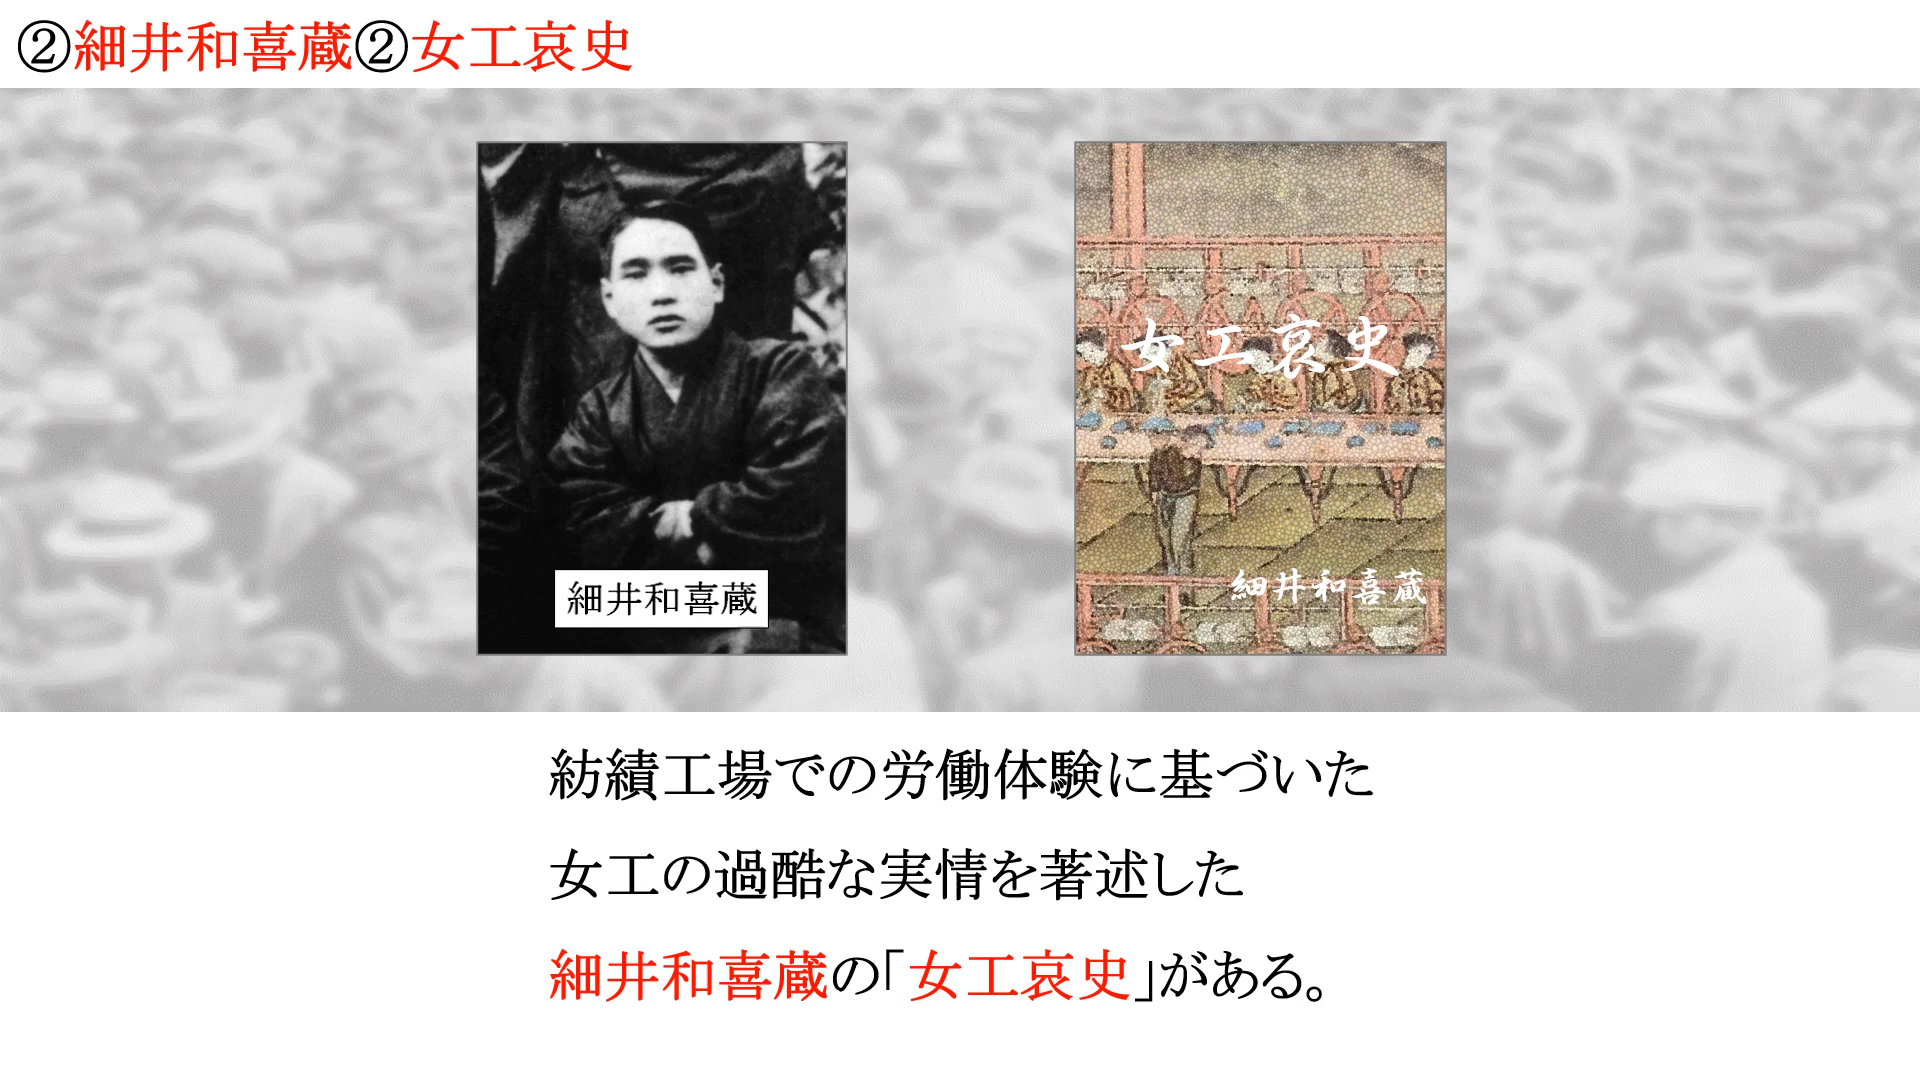 ②細井和喜蔵②女工哀史
女工哀史
細井和喜蔵
細井和喜蔵
紡績工場での労働体験に基づいた
女工の過酷な実情を著述した
細井和喜蔵の「女工哀史」がある。